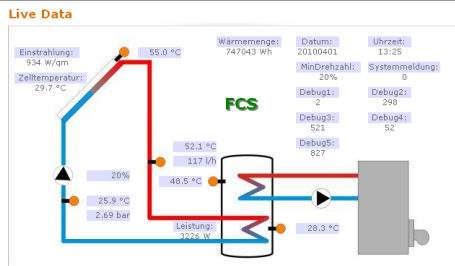 Live Data
Einstrahlung:
934 W/qm
Zelltemperatur:
29.7 °C
55.0 °C
Wärmemenge:
747043 Wh
Datum:
20100401
Uhrzeit:
13:25
MinDrehzahl:
20%
Systemmeldung:
0
Debug1:
2
Debug2:
298
Debug3:
521
Debug4:
52
Debug5:
827
FCS
52.1 °C
117 l/h
48.5 °C
20%
25.9 °C
2.69 bar
Leistung:
3226 W
28.3 °C